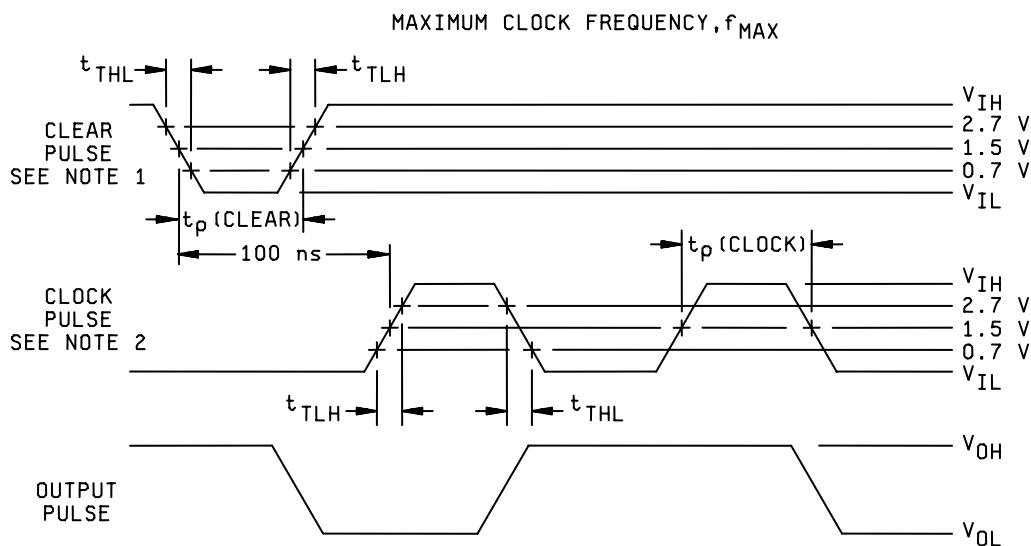 MAXIMUM CLOCK FREQUENCY, fMAX
tTHL
tTLH
VIH
2.7 V
1.5 V
0.7 V
VIL
CLEAR
PULSE
SEE NOTE 1
tp (CLEAR)
100 ns
tp (CLOCK)
VIH
2.7 V
1.5 V
0.7 V
VIL
CLOCK
PULSE
SEE NOTE 2
tTLH
tTHL
VOH
OUTPUT
PULSE
VOL